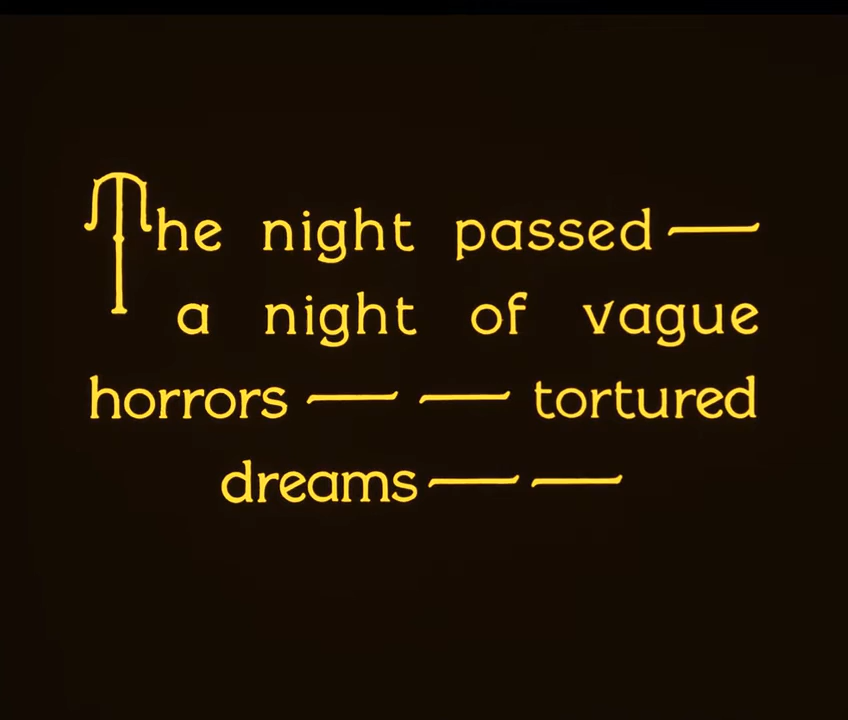 The night passed —
a night of vague
horrors — — tortured
dreams — —